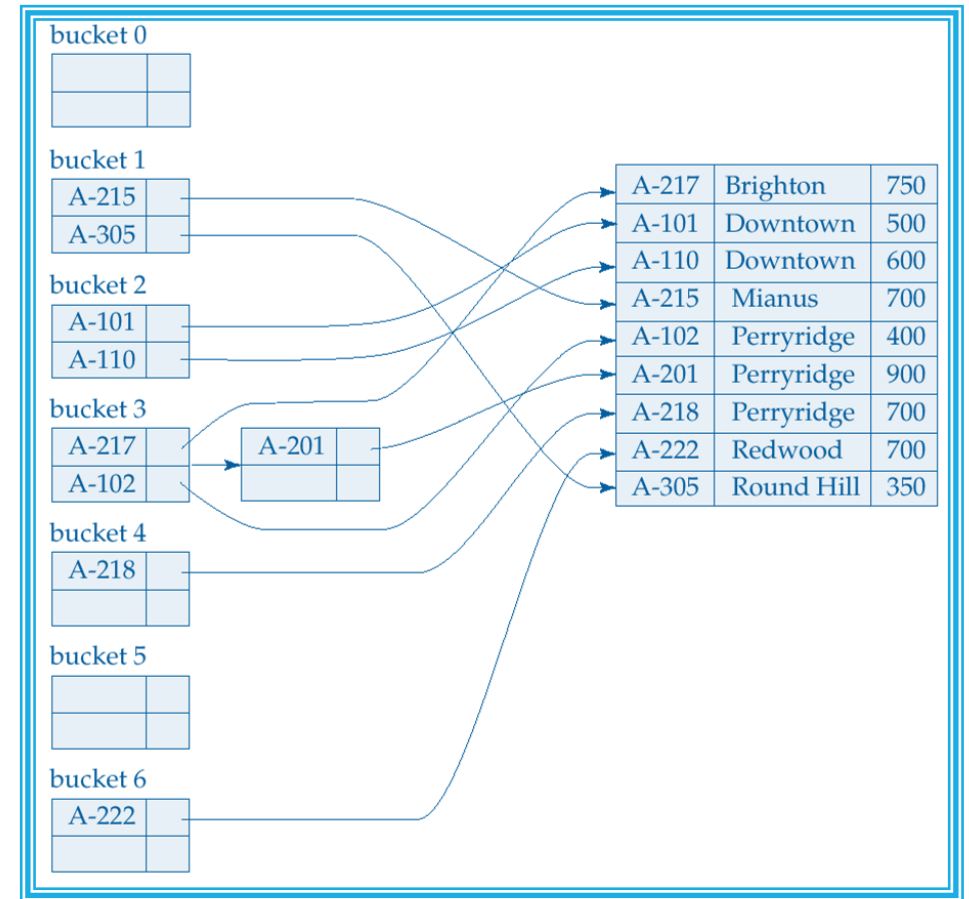 bucket 0
bucket 1
A-215
A-305
bucket 2
A-101
A-110
bucket 3
A-217
A-102
A-201
bucket 4
A-218
bucket 5
bucket 6
A-222
A-217 Brighton 750
A-101 Downtown 500
A-110 Downtown 600
A-215 Mianus 700
A-102 Perryridge 400
A-201 Perryridge 900
A-218 Perryridge 700
A-222 Redwood 700
A-305 Round Hill 350